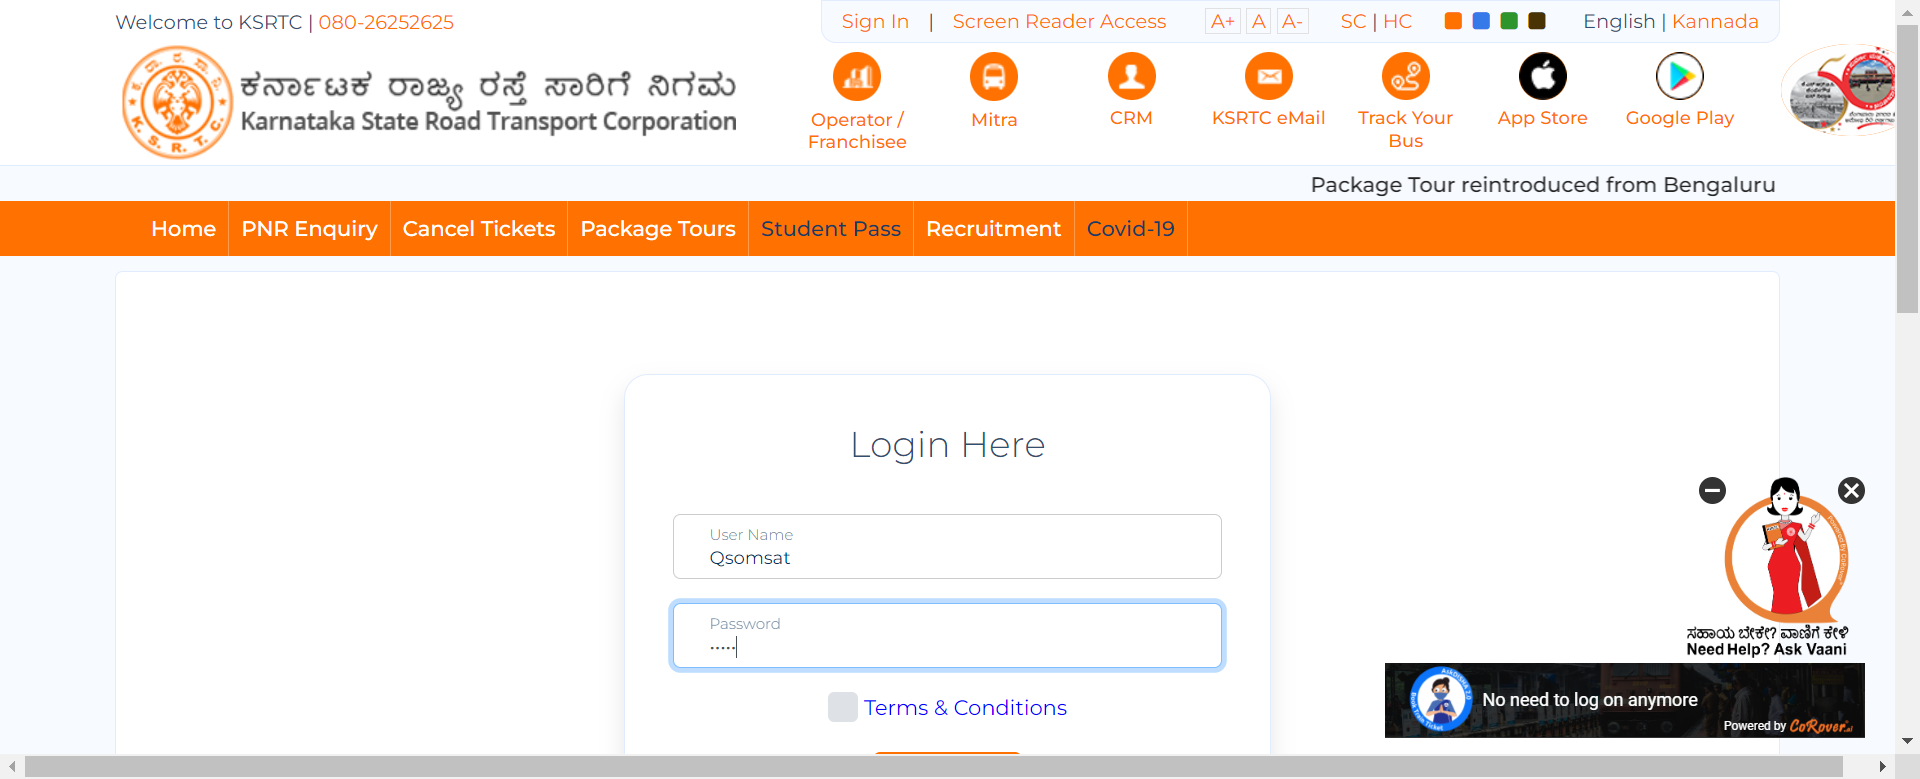 Welcome to KSRTC | 080-26252625
Sign In | Screen Reader Access A+ A A- SC | HC English | Kannada
ಕರ್ನಾಟಕ ರಾಜ್ಯ ರಸ್ತೆ ಸಾರಿಗೆ ನಿಗಮ
Karnataka State Road Transport Corporation
K. S. R. T. C.
Operator /
Franchisee
Mitra
CRM
KSRTC eMail
Track Your
Bus
App Store
Google Play
Package Tour reintroduced from Bengaluru
Home PNR Enquiry Cancel Tickets Package Tours Student Pass Recruitment Covid-19
Login Here
User Name
Qsomsat
Password
•••••
Terms & Conditions
ಸಹಾಯ ಬೇಕೇ? ವಾಣಿಗೆ ಕೇಳಿ
Need Help? Ask Vaani
No need to log on anymore
Powered by CoRover.ai